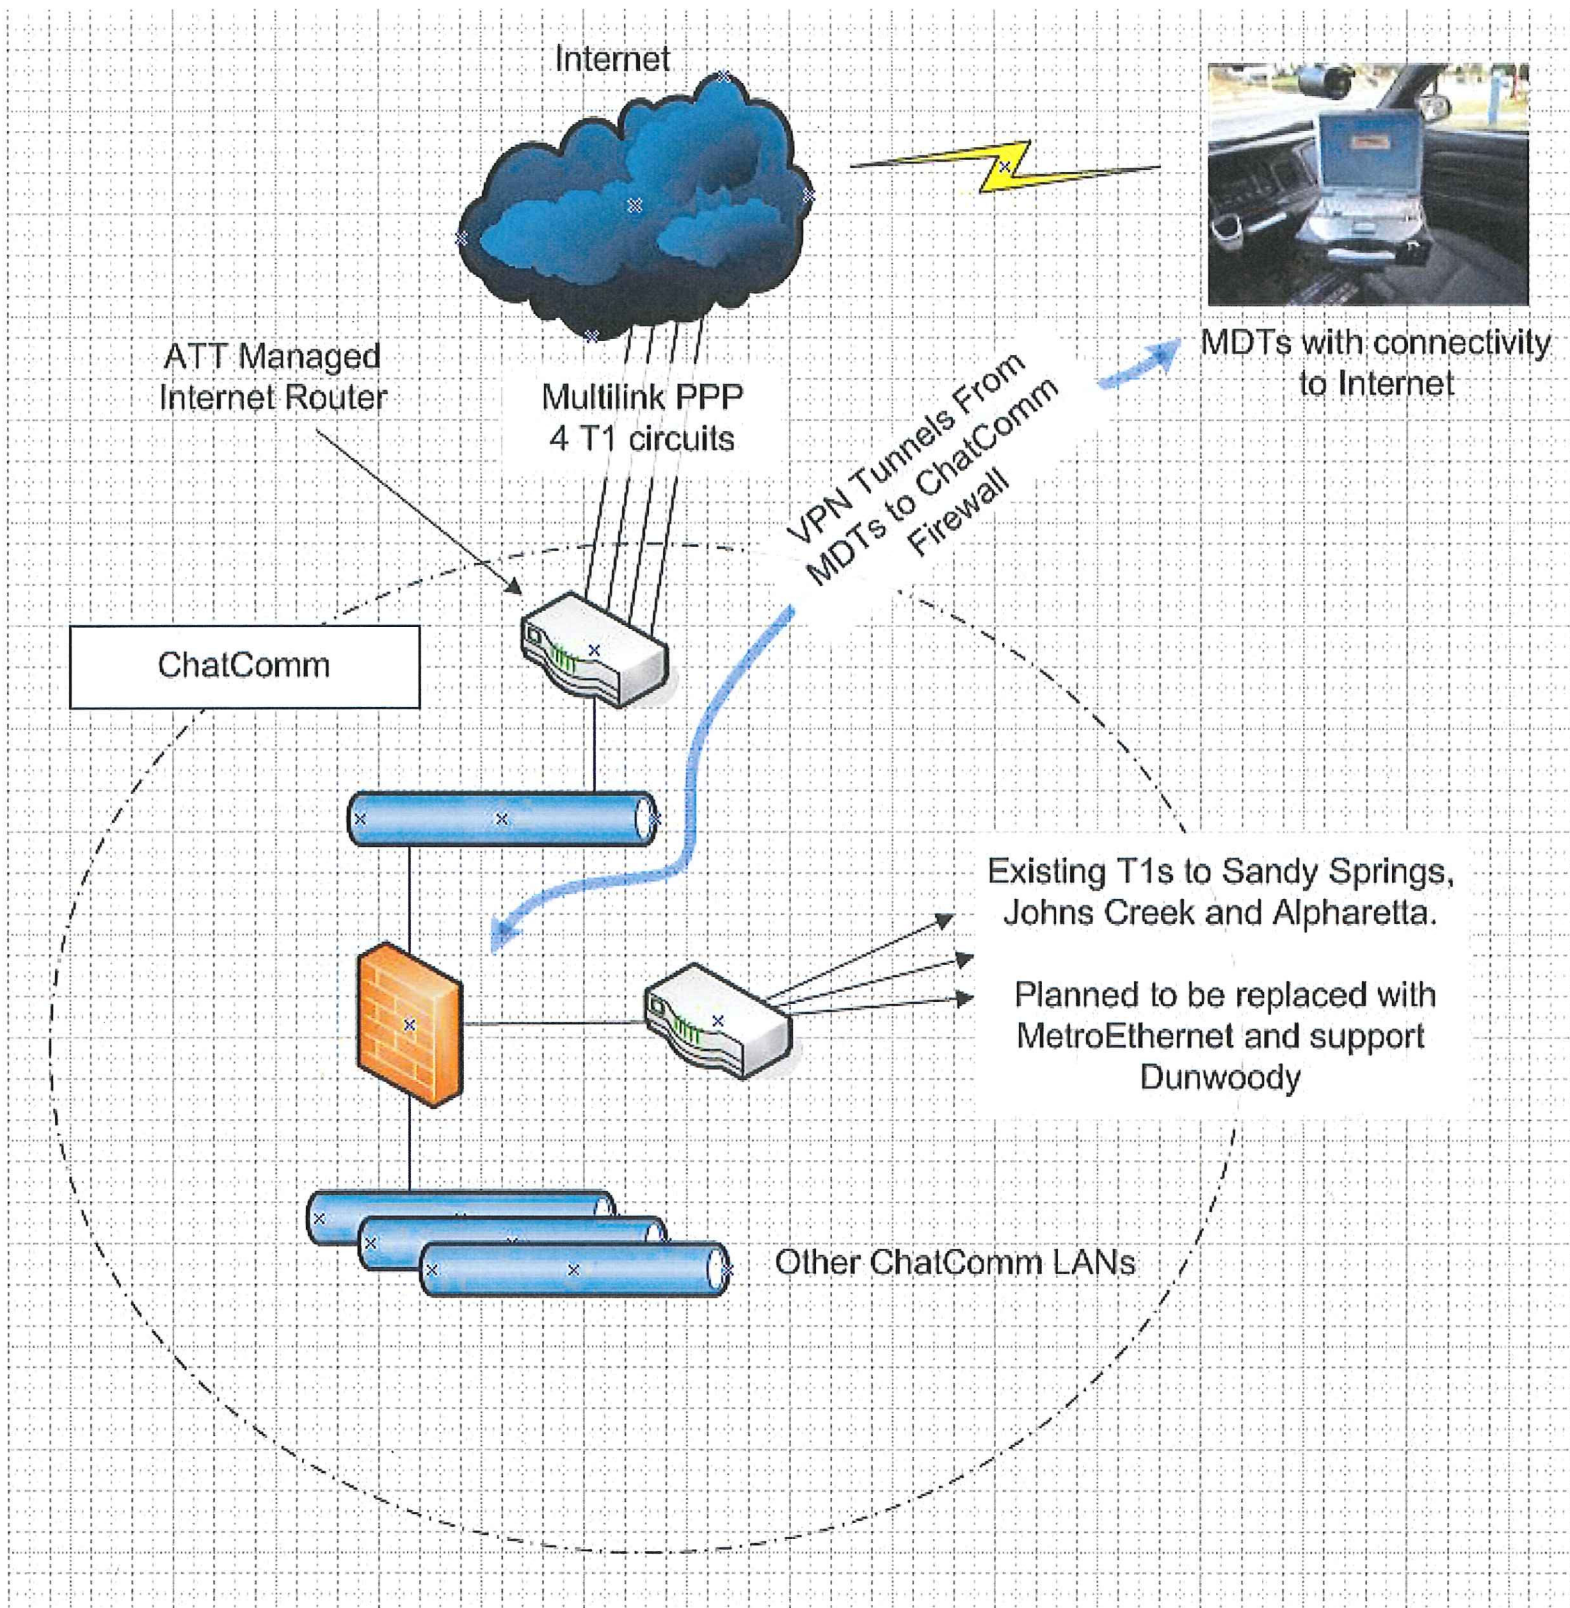 Internet
ATT Managed
Internet Router
Multilink PPP
4 T1 circuits
VPN Tunnels From
MDTs to ChatComm
Firewall
MDTs with connectivity
to Internet
ChatComm
Existing T1s to Sandy Springs,
Johns Creek and Alpharetta.
Planned to be replaced with
MetroEthernet and support
Dunwoody
Other ChatComm LANs